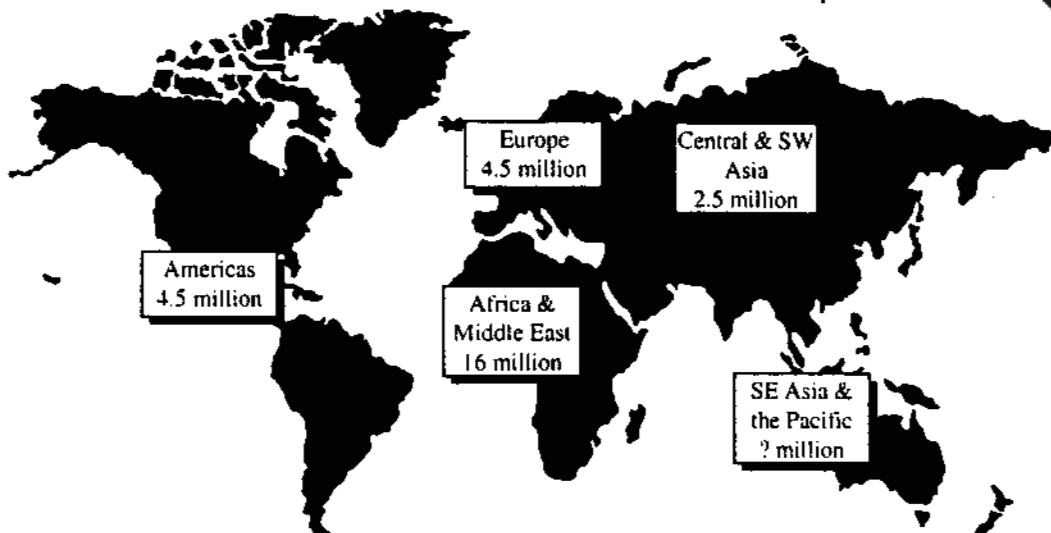 Europe
4.5 million
Central & SW
Asia
2.5 million
Americas
4.5 million
Africa &
Middle East
16 million
SE Asia &
the Pacific
? million